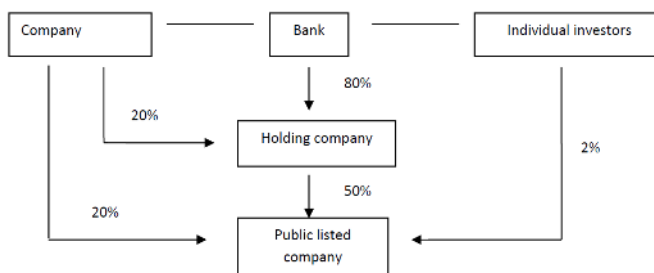 Company
Bank
Individual investors
80%
20%
Holding company
2%
50%
20%
Public listed
company